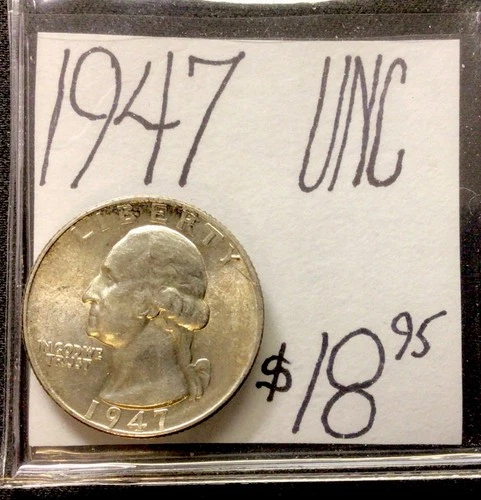 1947 UNC
LIBERTY
IN GOD WE
TRUST
1947
$18.95